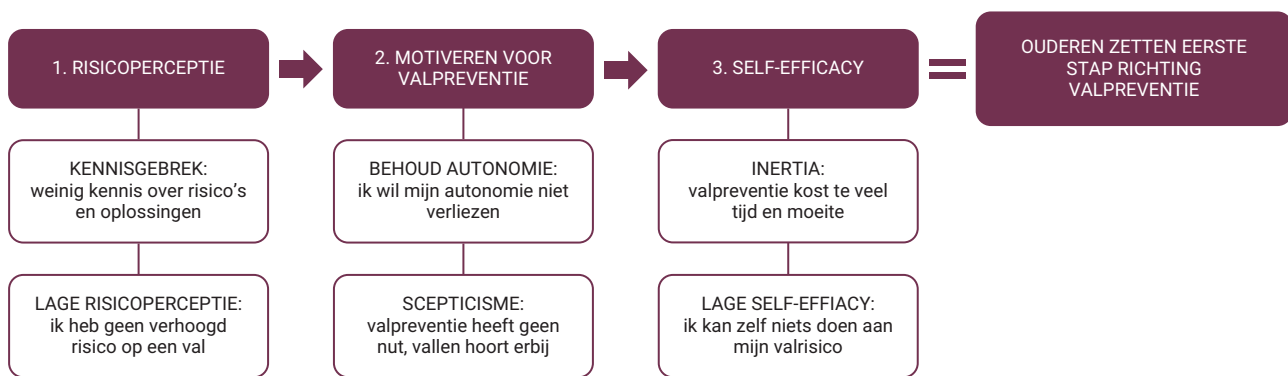 1. RISICOPERCEPTIE
2. MOTIVEREN VOOR
VALPREVENTIE
3. SELF-EFFICACY
OUDEREN ZETTEN EERSTE
STAP RICHTING
VALPREVENTIE
KENNISGEBREK:
weinig kennis over risico’s
en oplossingen
BEHOUD AUTONOMIE:
ik wil mijn autonomie niet
verliezen
INERTIA:
valpreventie kost te veel
tijd en moeite
LAGE RISICOPERCEPTIE:
ik heb geen verhoogd
risico op een val
SCEPTICISME:
valpreventie heeft geen
nut, vallen hoort erbij
LAGE SELF-EFFIACY:
ik kan zelf niets doen aan
mijn valrisico